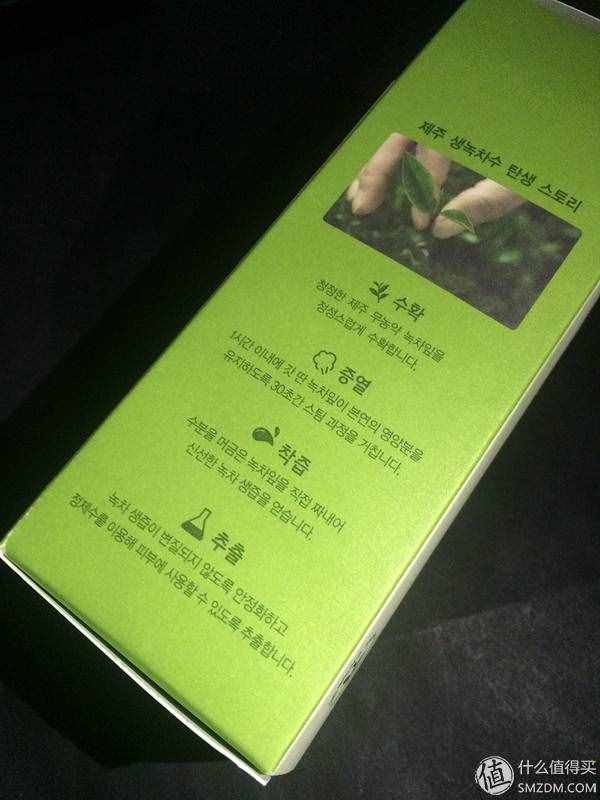 제주 생녹차수 탄생 스토리
수확
청정한 제주 무농약 녹차잎을
정성스럽게 수확합니다.
증열
1시간 이내에 갓 딴 녹차잎이 본연의 영양분을
유지하도록 30초간 스팀 과정을 거칩니다.
착즙
수분을 머금은 녹차잎을 직접 짜내어
신선한 녹차 생즙을 얻습니다.
추출
녹차 생즙이 변질되지 않도록 안정화하고
정제수를 이용해 피부에 사용할 수 있도록 추출합니다.
值 什么值得买
SMZDM.COM